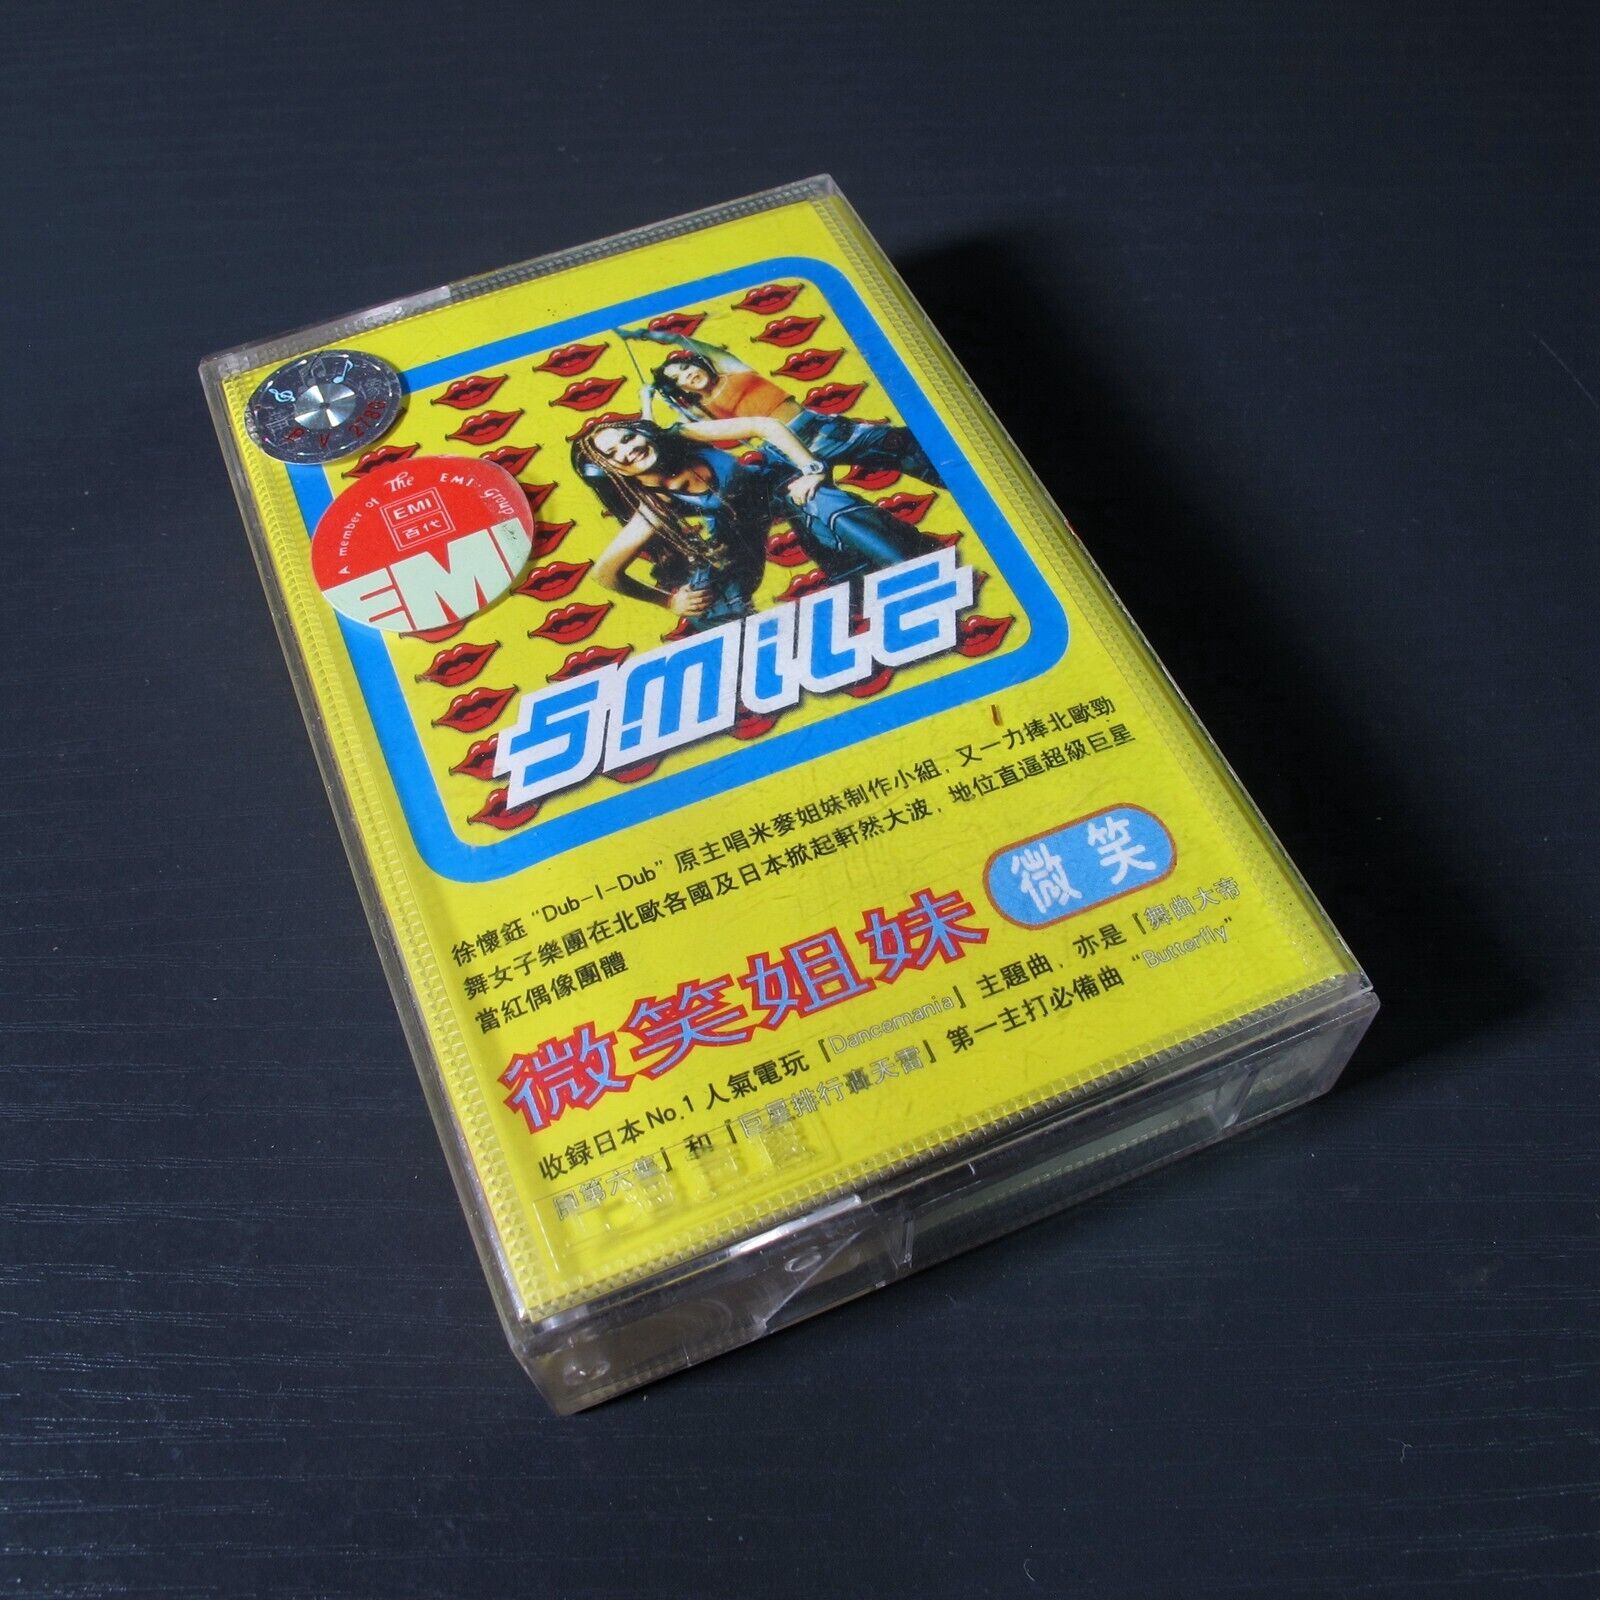 A member of The EMI Group
EMI
百代
EMI
SMiLE
徐懷鈺 "Dub-I-Dub" 原主唱米麥姐妹制作小組, 又一力捧北歐勁
舞女子樂團在北歐各國及日本掀起軒然大波, 地位直逼超級巨星
當紅偶像團體
微笑姐妹 微笑
收録日本No.1人氣電玩「Dancemania」主題曲, 亦是「舞曲大帝
國第六集」和「巨星排行轟天雷」第一主打必備曲 "Butterfly"